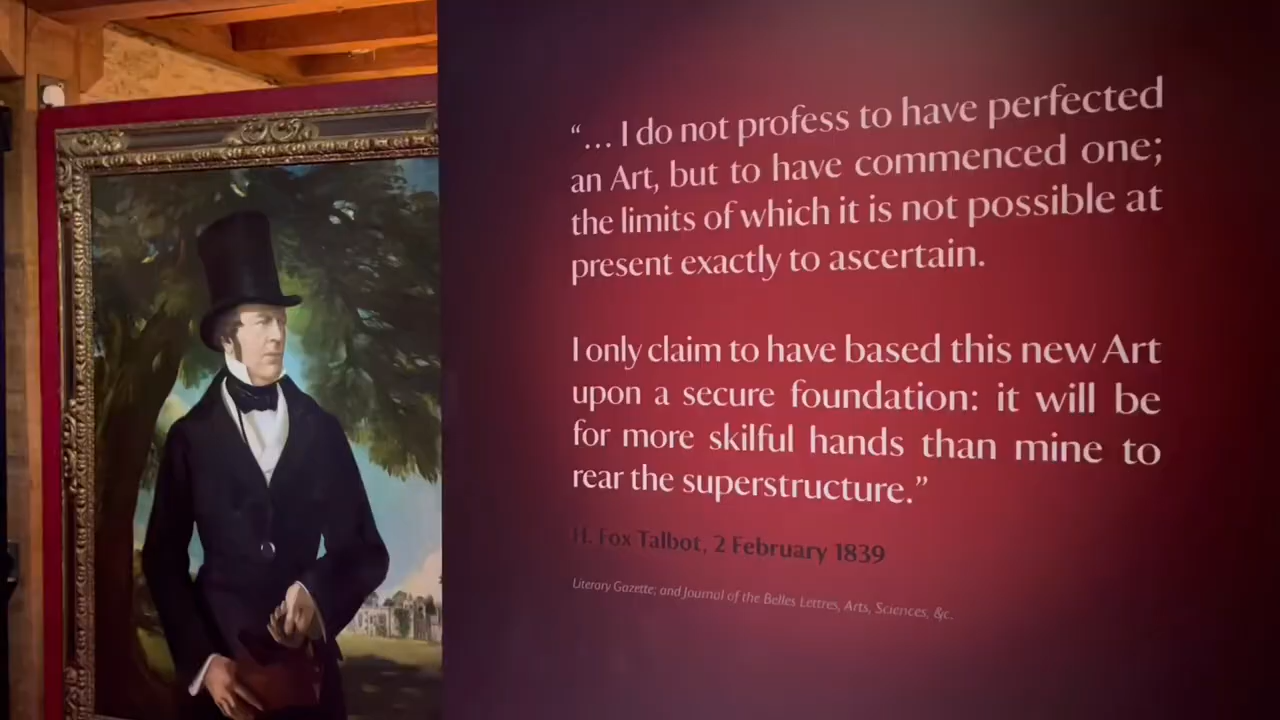 “... I do not profess to have perfected
an Art, but to have commenced one;
the limits of which it is not possible at
present exactly to ascertain.
I only claim to have based this new Art
upon a secure foundation: it will be
for more skilful hands than mine to
rear the superstructure.”
H. Fox Talbot, 2 February 1839
Literary Gazette; and Journal of the Belles Lettres, Arts, Sciences, &c.